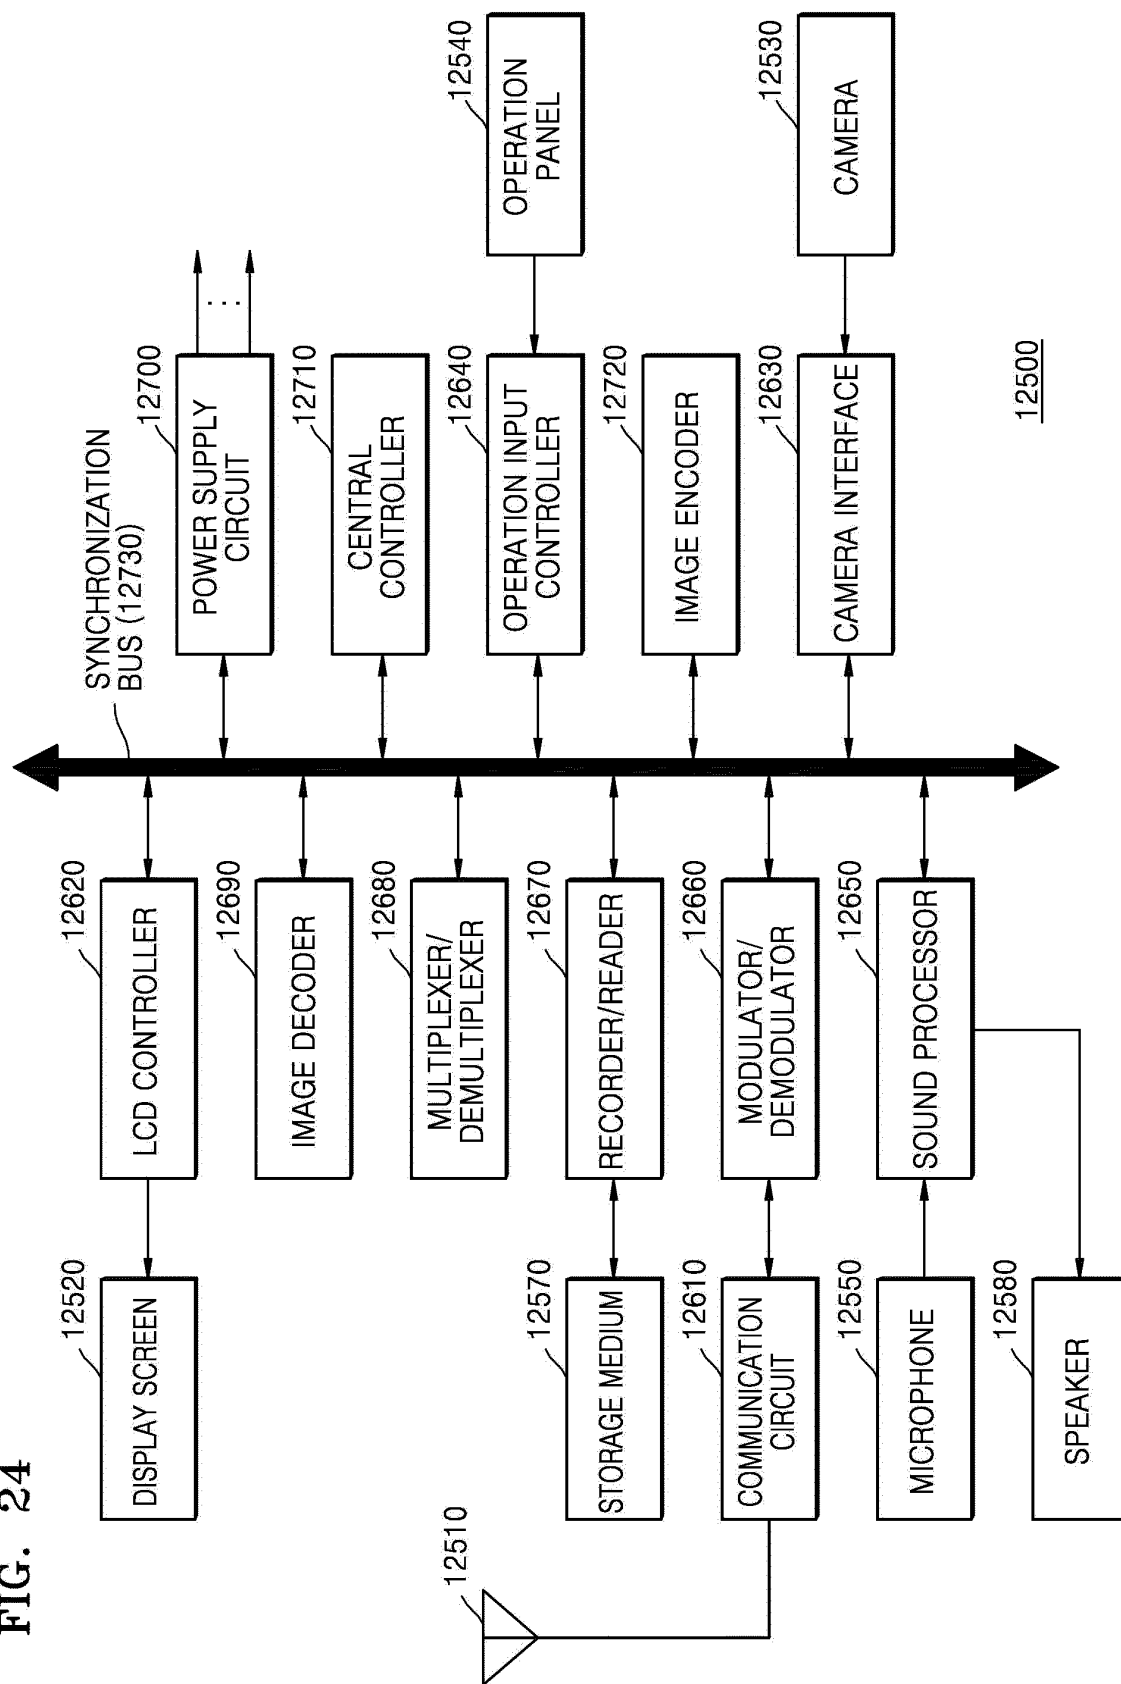 FIG. 24
12510
12520
DISPLAY SCREEN
12620
LCD CONTROLLER
SYNCHRONIZATION
BUS (12730)
12700
POWER SUPPLY
CIRCUIT
...
12690
IMAGE DECODER
12710
CENTRAL
CONTROLLER
12680
MULTIPLEXER/
DEMULTIPLEXER
12640
OPERATION INPUT
CONTROLLER
12540
OPERATION
PANEL
12570
STORAGE MEDIUM
12670
RECORDER/READER
12720
IMAGE ENCODER
12610
COMMUNICATION
CIRCUIT
12660
MODULATOR/
DEMODULATOR
12630
CAMERA INTERFACE
12530
CAMERA
12550
MICROPHONE
12650
SOUND PROCESSOR
12580
SPEAKER
12500